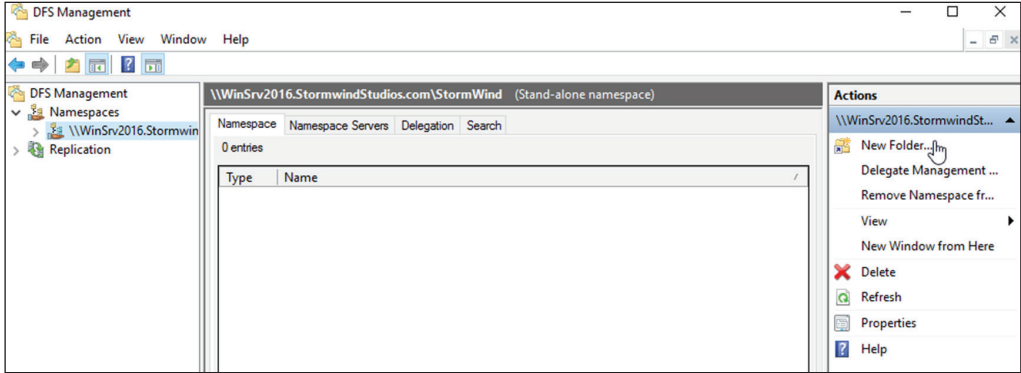 DFS Management
File Action View Window Help
DFS Management
Namespaces
\\WinSrv2016.Stormwin
Replication
\\WinSrv2016.StormwindStudios.com\StormWind (Stand-alone namespace)
Namespace Namespace Servers Delegation Search
0 entries
Type Name
Actions
\\WinSrv2016.StormwindSt...
New Folder...
Delegate Management ...
Remove Namespace fr...
View
New Window from Here
Delete
Refresh
Properties
Help